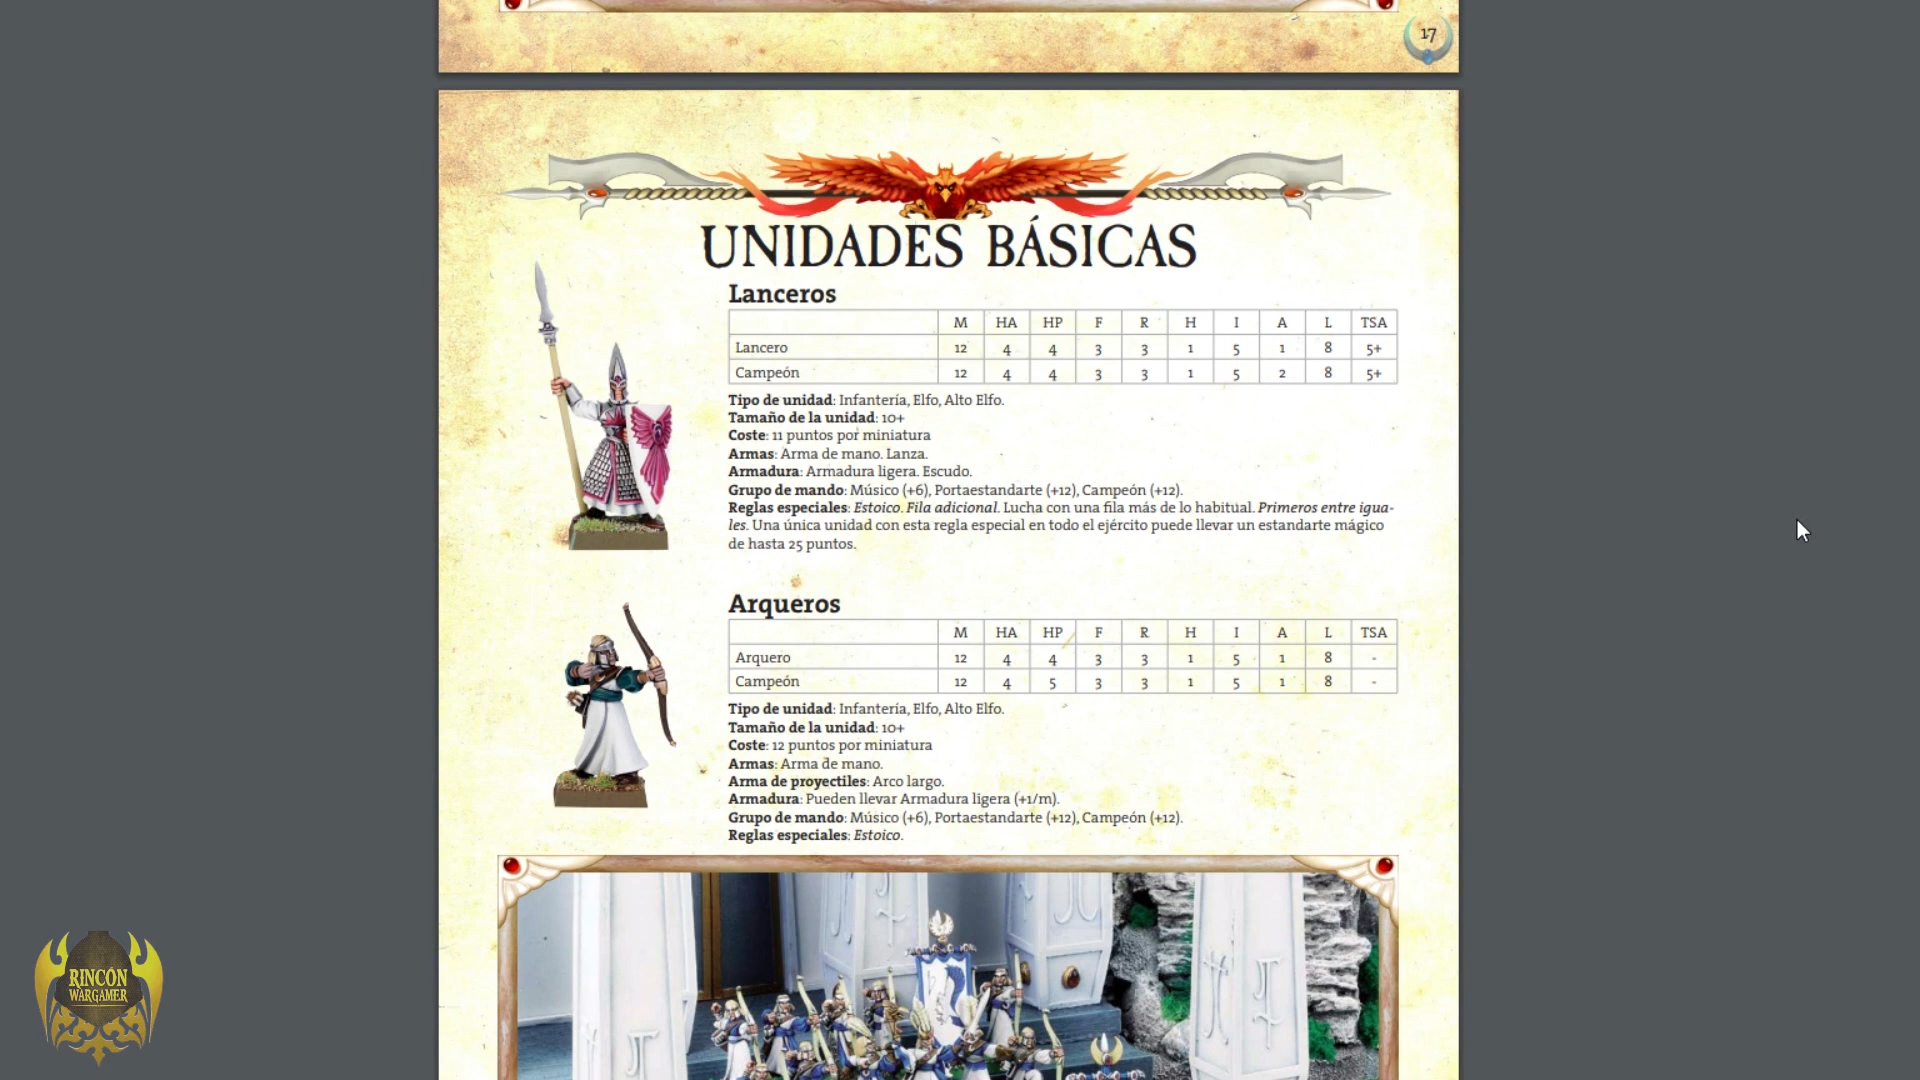 17
UNIDADES BÁSICAS
Lanceros
M HA HP F R H I A L TSA
Lancero 12 4 4 3 3 1 5 1 8 5+
Campeón 12 4 4 3 3 1 5 2 8 5+
Tipo de unidad: Infantería, Elfo, Alto Elfo.
Tamaño de la unidad: 10+
Coste: 11 puntos por miniatura
Armas: Arma de mano. Lanza.
Armadura: Armadura ligera. Escudo.
Grupo de mando: Músico (+6), Portaestandarte (+12), Campeón (+12).
Reglas especiales: Estoico. Fila adicional. Lucha con una fila más de lo habitual. Primeros entre igua-
les. Una única unidad con esta regla especial en todo el ejército puede llevar un estandarte mágico
de hasta 25 puntos.
Arqueros
M HA HP F R H I A L TSA
Arquero 12 4 4 3 3 1 5 1 8 -
Campeón 12 4 5 3 3 1 5 1 8 -
Tipo de unidad: Infantería, Elfo, Alto Elfo.
Tamaño de la unidad: 10+
Coste: 12 puntos por miniatura
Armas: Arma de mano.
Arma de proyectiles: Arco largo.
Armadura: Pueden llevar Armadura ligera (+1/m).
Grupo de mando: Músico (+6), Portaestandarte (+12), Campeón (+12).
Reglas especiales: Estoico.
RINCÓN
WARGAMER